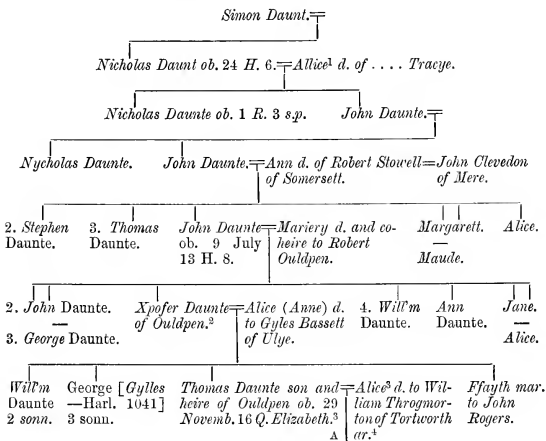 Simon Daunt.
Nicholas Daunt ob. 24 H. 6. Allice¹ d. of .... Tracye.
Nicholas Daunte ob. 1 R. 3 s.p. John Daunte.
Nycholas Daunte. John Daunte. Ann d. of Robert Stowell John Clevedon
of Somersett. of Mere.
2. Stephen 3. Thomas John Daunte Mariery d. and co- Margarett. Alice.
Daunte. Daunte. ob. 9 July heire to Robert —
13 H. 8. Ouldpen. Maude.
2. John Daunte. Xpofer Daunte Alice (Anne) d. 4. Will'm Ann Jane.
— of Ouldpen.² to Gyles Bassett Daunte. Daunte. —
3. George Daunte. of Ulye. Alice.
Will'm George [Gylles Thomas Daunte son and Alice³ d. to Wil- Ffayth mar.
Daunte —Harl. 1041] heire of Ouldpen ob. 29 liam Throgmor- to John
2 sonn. 3 sonn. Novemb. 16 Q. Elizabeth.³ ton of Tortworth Rogers.
A ar.⁴